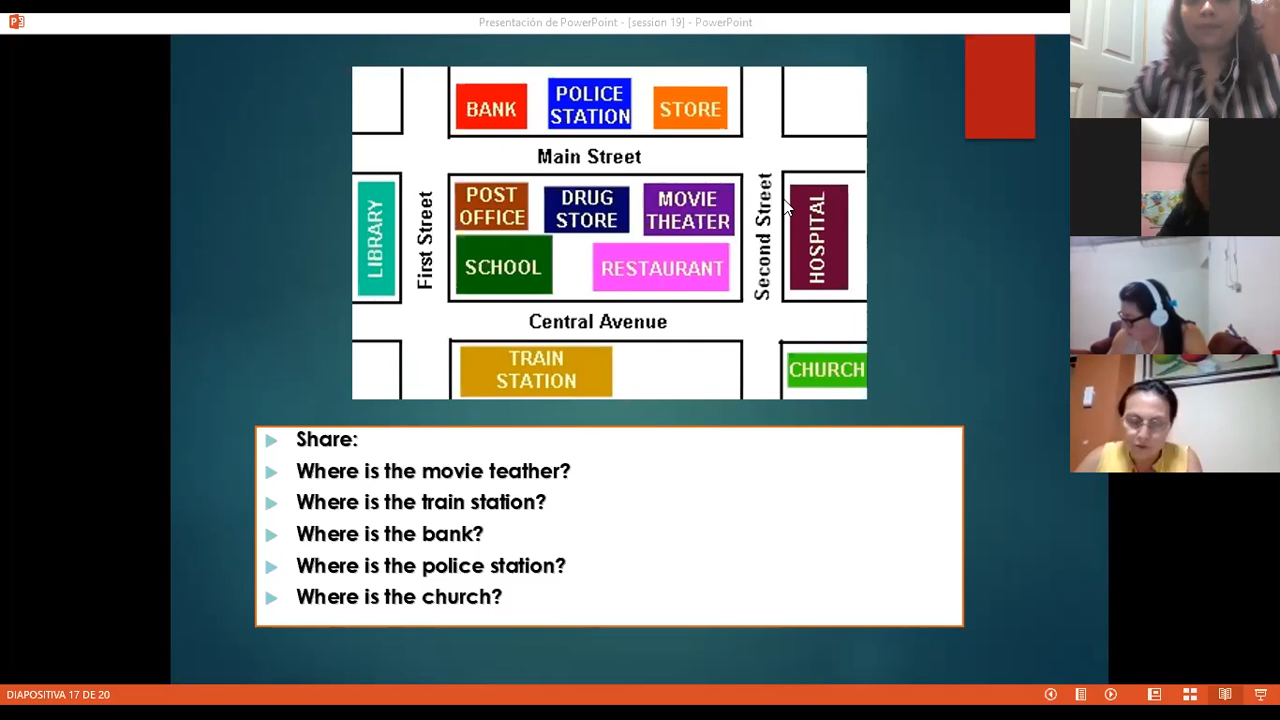 Presentación de PowerPoint - [session 19] - PowerPoint
BANK
POLICE
STATION
STORE
Main Street
LIBRARY
First Street
POST
OFFICE
DRUG
STORE
MOVIE
THEATER
SCHOOL
RESTAURANT
Second Street
HOSPITAL
Central Avenue
TRAIN
STATION
CHURCH
Share:
Where is the movie teather?
Where is the train station?
Where is the bank?
Where is the police station?
Where is the church?
DIAPOSITIVA 17 DE 20